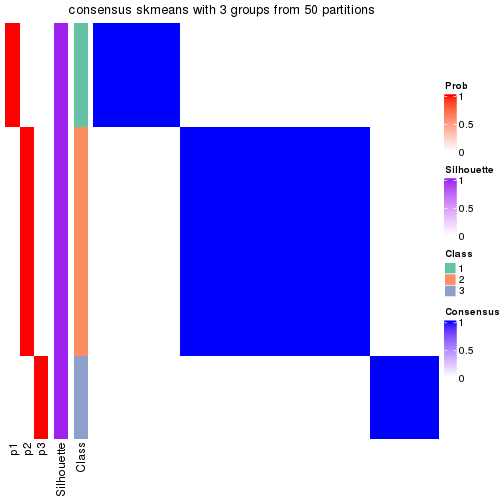 consensus skmeans with 3 groups from 50 partitions
Prob
1
0.5
0
Silhouette
1
0.5
0
Class
1
2
3
Consensus
1
0.5
0
p1
p2
p3
Silhouette
Class